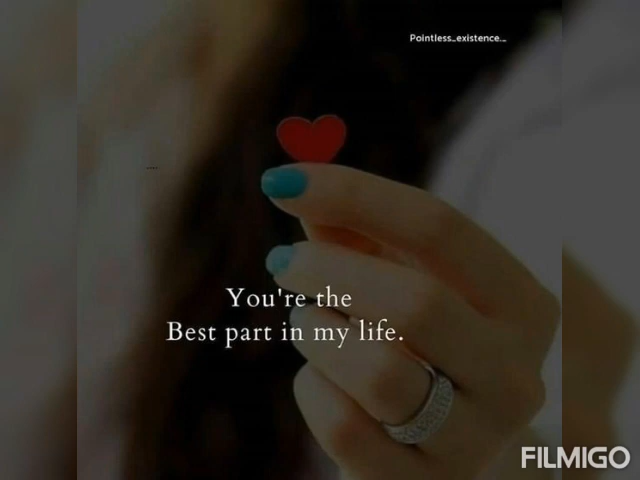 Pointless_existence...
You're the
Best part in my life.
FILMIGO